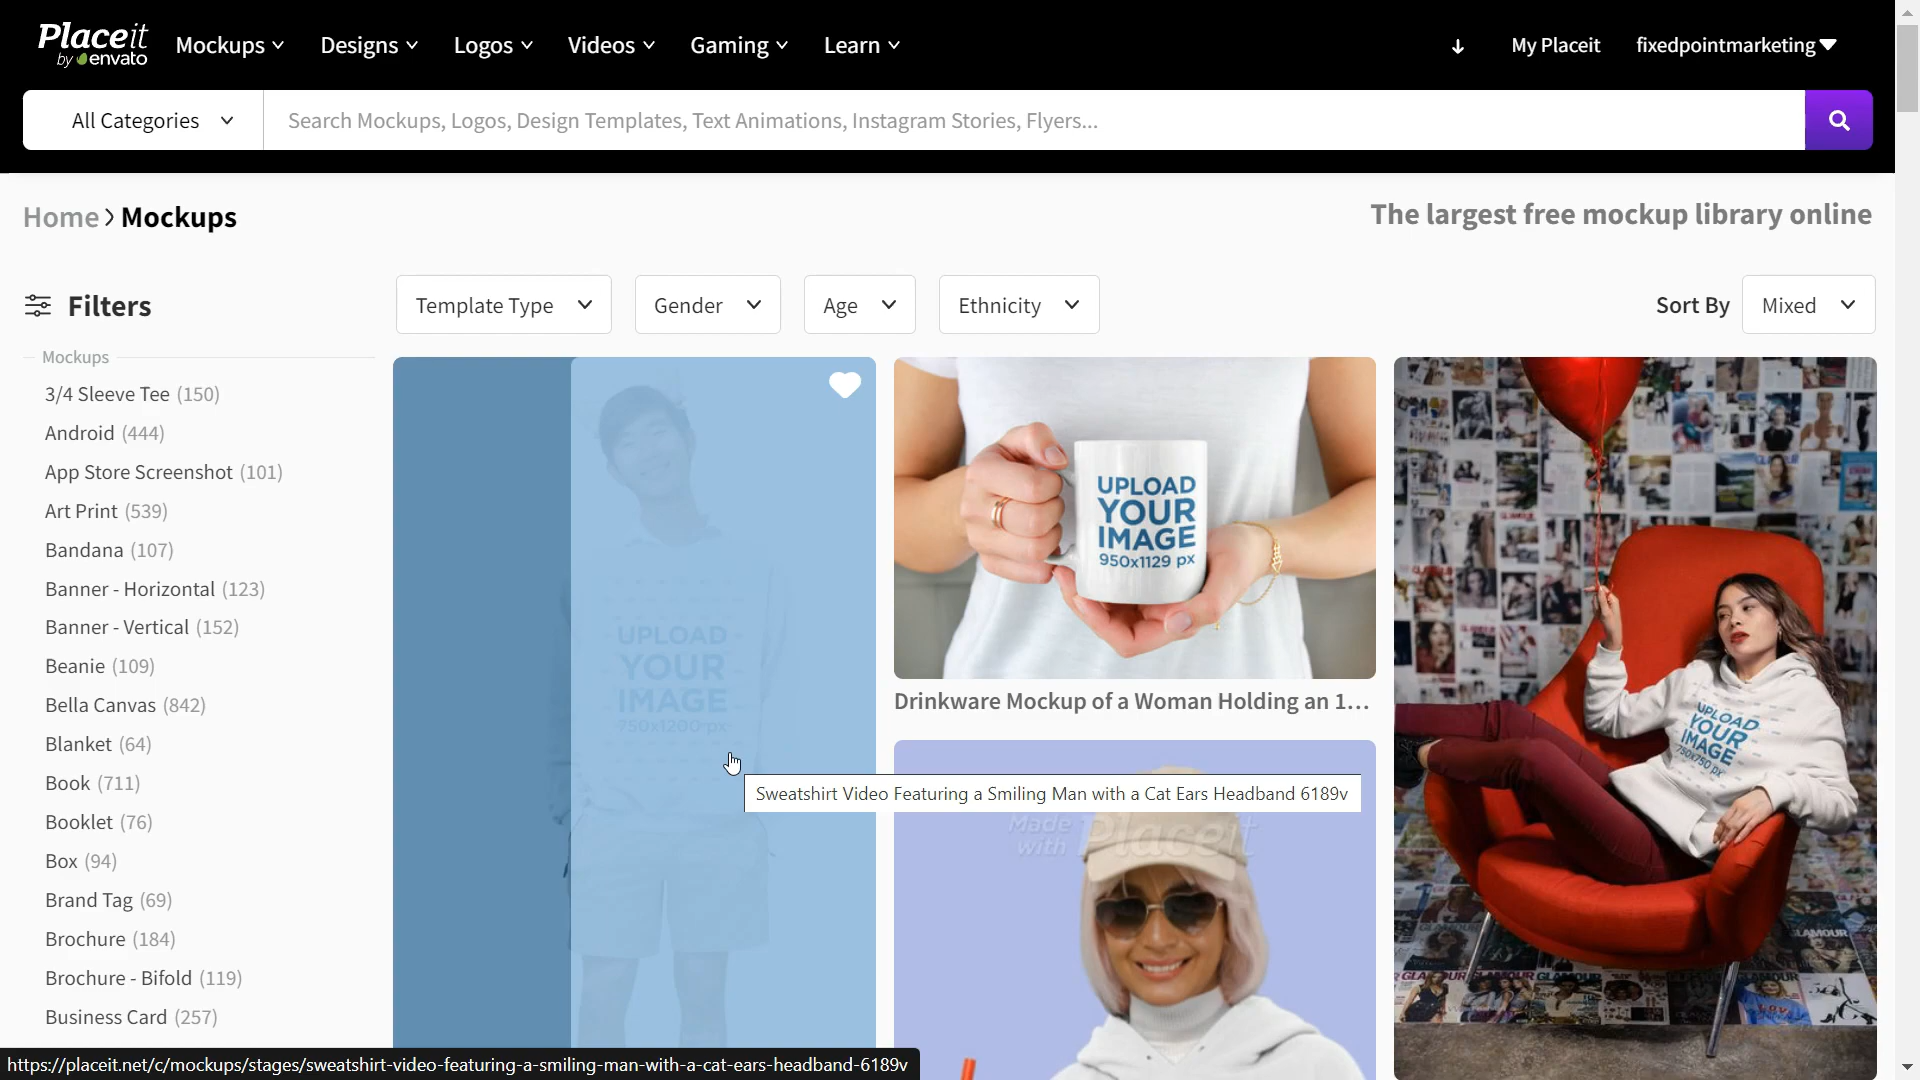 Placeit
by envato
Mockups
Designs
Logos
Videos
Gaming
Learn
My Placeit
fixedpointmarketing
All Categories
Search Mockups, Logos, Design Templates, Text Animations, Instagram Stories, Flyers...
Home > Mockups
The largest free mockup library online
Filters
Template Type
Gender
Age
Ethnicity
Sort By
Mixed
Mockups
3/4 Sleeve Tee (150)
Android (444)
App Store Screenshot (101)
Art Print (539)
Bandana (107)
Banner - Horizontal (123)
Banner - Vertical (152)
Beanie (109)
Bella Canvas (842)
Blanket (64)
Book (711)
Booklet (76)
Box (94)
Brand Tag (69)
Brochure (184)
Brochure - Bifold (119)
Business Card (257)
UPLOAD
YOUR
IMAGE
750x1200 px
UPLOAD
YOUR
IMAGE
950x1129 px
Drinkware Mockup of a Woman Holding an 1...
Sweatshirt Video Featuring a Smiling Man with a Cat Ears Headband 6189v
Made
with Placeit
UPLOAD
YOUR
IMAGE
750x750 px
GLAMOUR
GLAMOUR
GLAMOUR
https://placeit.net/c/mockups/stages/sweatshirt-video-featuring-a-smiling-man-with-a-cat-ears-headband-6189v